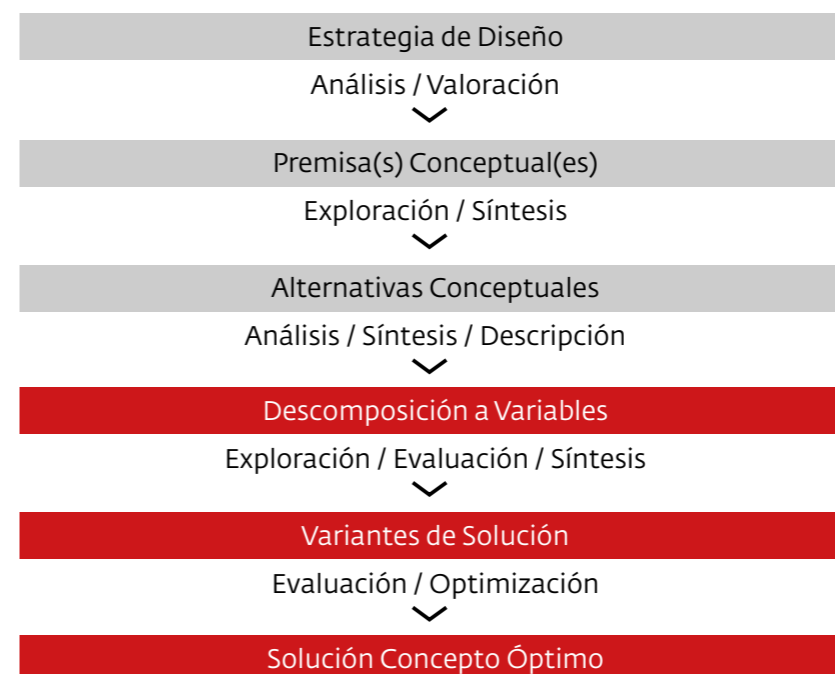 Estrategia de Diseño
Análisis / Valoración
Premisa(s) Conceptual(es)
Exploración / Síntesis
Alternativas Conceptuales
Análisis / Síntesis / Descripción
Descomposición a Variables
Exploración / Evaluación / Síntesis
Variantes de Solución
Evaluación / Optimización
Solución Concepto Óptimo